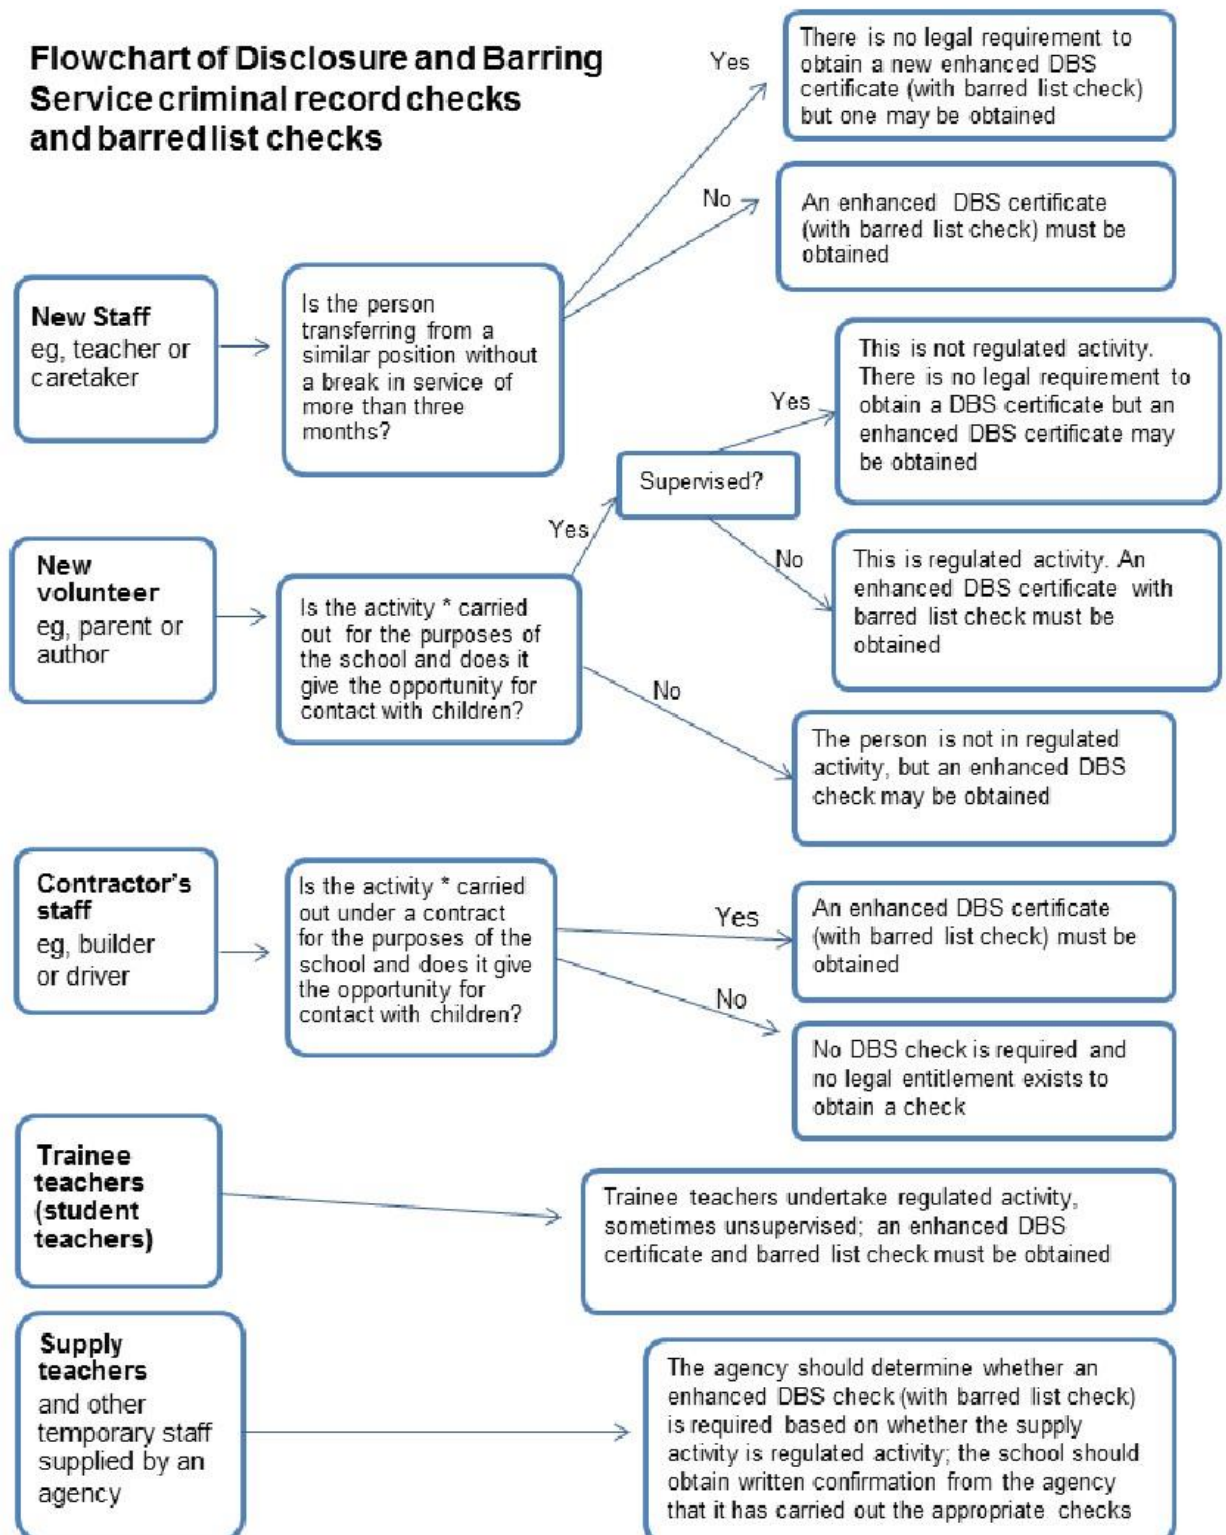 Flowchart of Disclosure and Barring
Service criminal record checks
and barred list checks
Yes
There is no legal requirement to
obtain a new enhanced DBS
certificate (with barred list check)
but one may be obtained
No
An enhanced DBS certificate
(with barred list check) must be
obtained
New Staff
eg, teacher or
caretaker
Is the person
transferring from a
similar position without
a break in service of
more than three
months?
New
volunteer
eg, parent or
author
Is the activity * carried
out for the purposes of
the school and does it
give the opportunity for
contact with children?
Yes
Supervised?
Yes
This is not regulated activity.
There is no legal requirement to
obtain a DBS certificate but an
enhanced DBS certificate may
be obtained
No
This is regulated activity. An
enhanced DBS certificate with
barred list check must be
obtained
No
The person is not in regulated
activity, but an enhanced DBS
check may be obtained
Contractor's
staff
eg, builder
or driver
Is the activity * carried
out under a contract
for the purposes of the
school and does it give
the opportunity for
contact with children?
Yes
An enhanced DBS certificate
(with barred list check) must be
obtained
No
No DBS check is required and
no legal entitlement exists to
obtain a check
Trainee
teachers
(student
teachers)
Trainee teachers undertake regulated activity,
sometimes unsupervised; an enhanced DBS
certificate and barred list check must be obtained
Supply
teachers
and other
temporary staff
supplied by an
agency
The agency should determine whether an
enhanced DBS check (with barred list check)
is required based on whether the supply
activity is regulated activity; the school should
obtain written confirmation from the agency
that it has carried out the appropriate checks